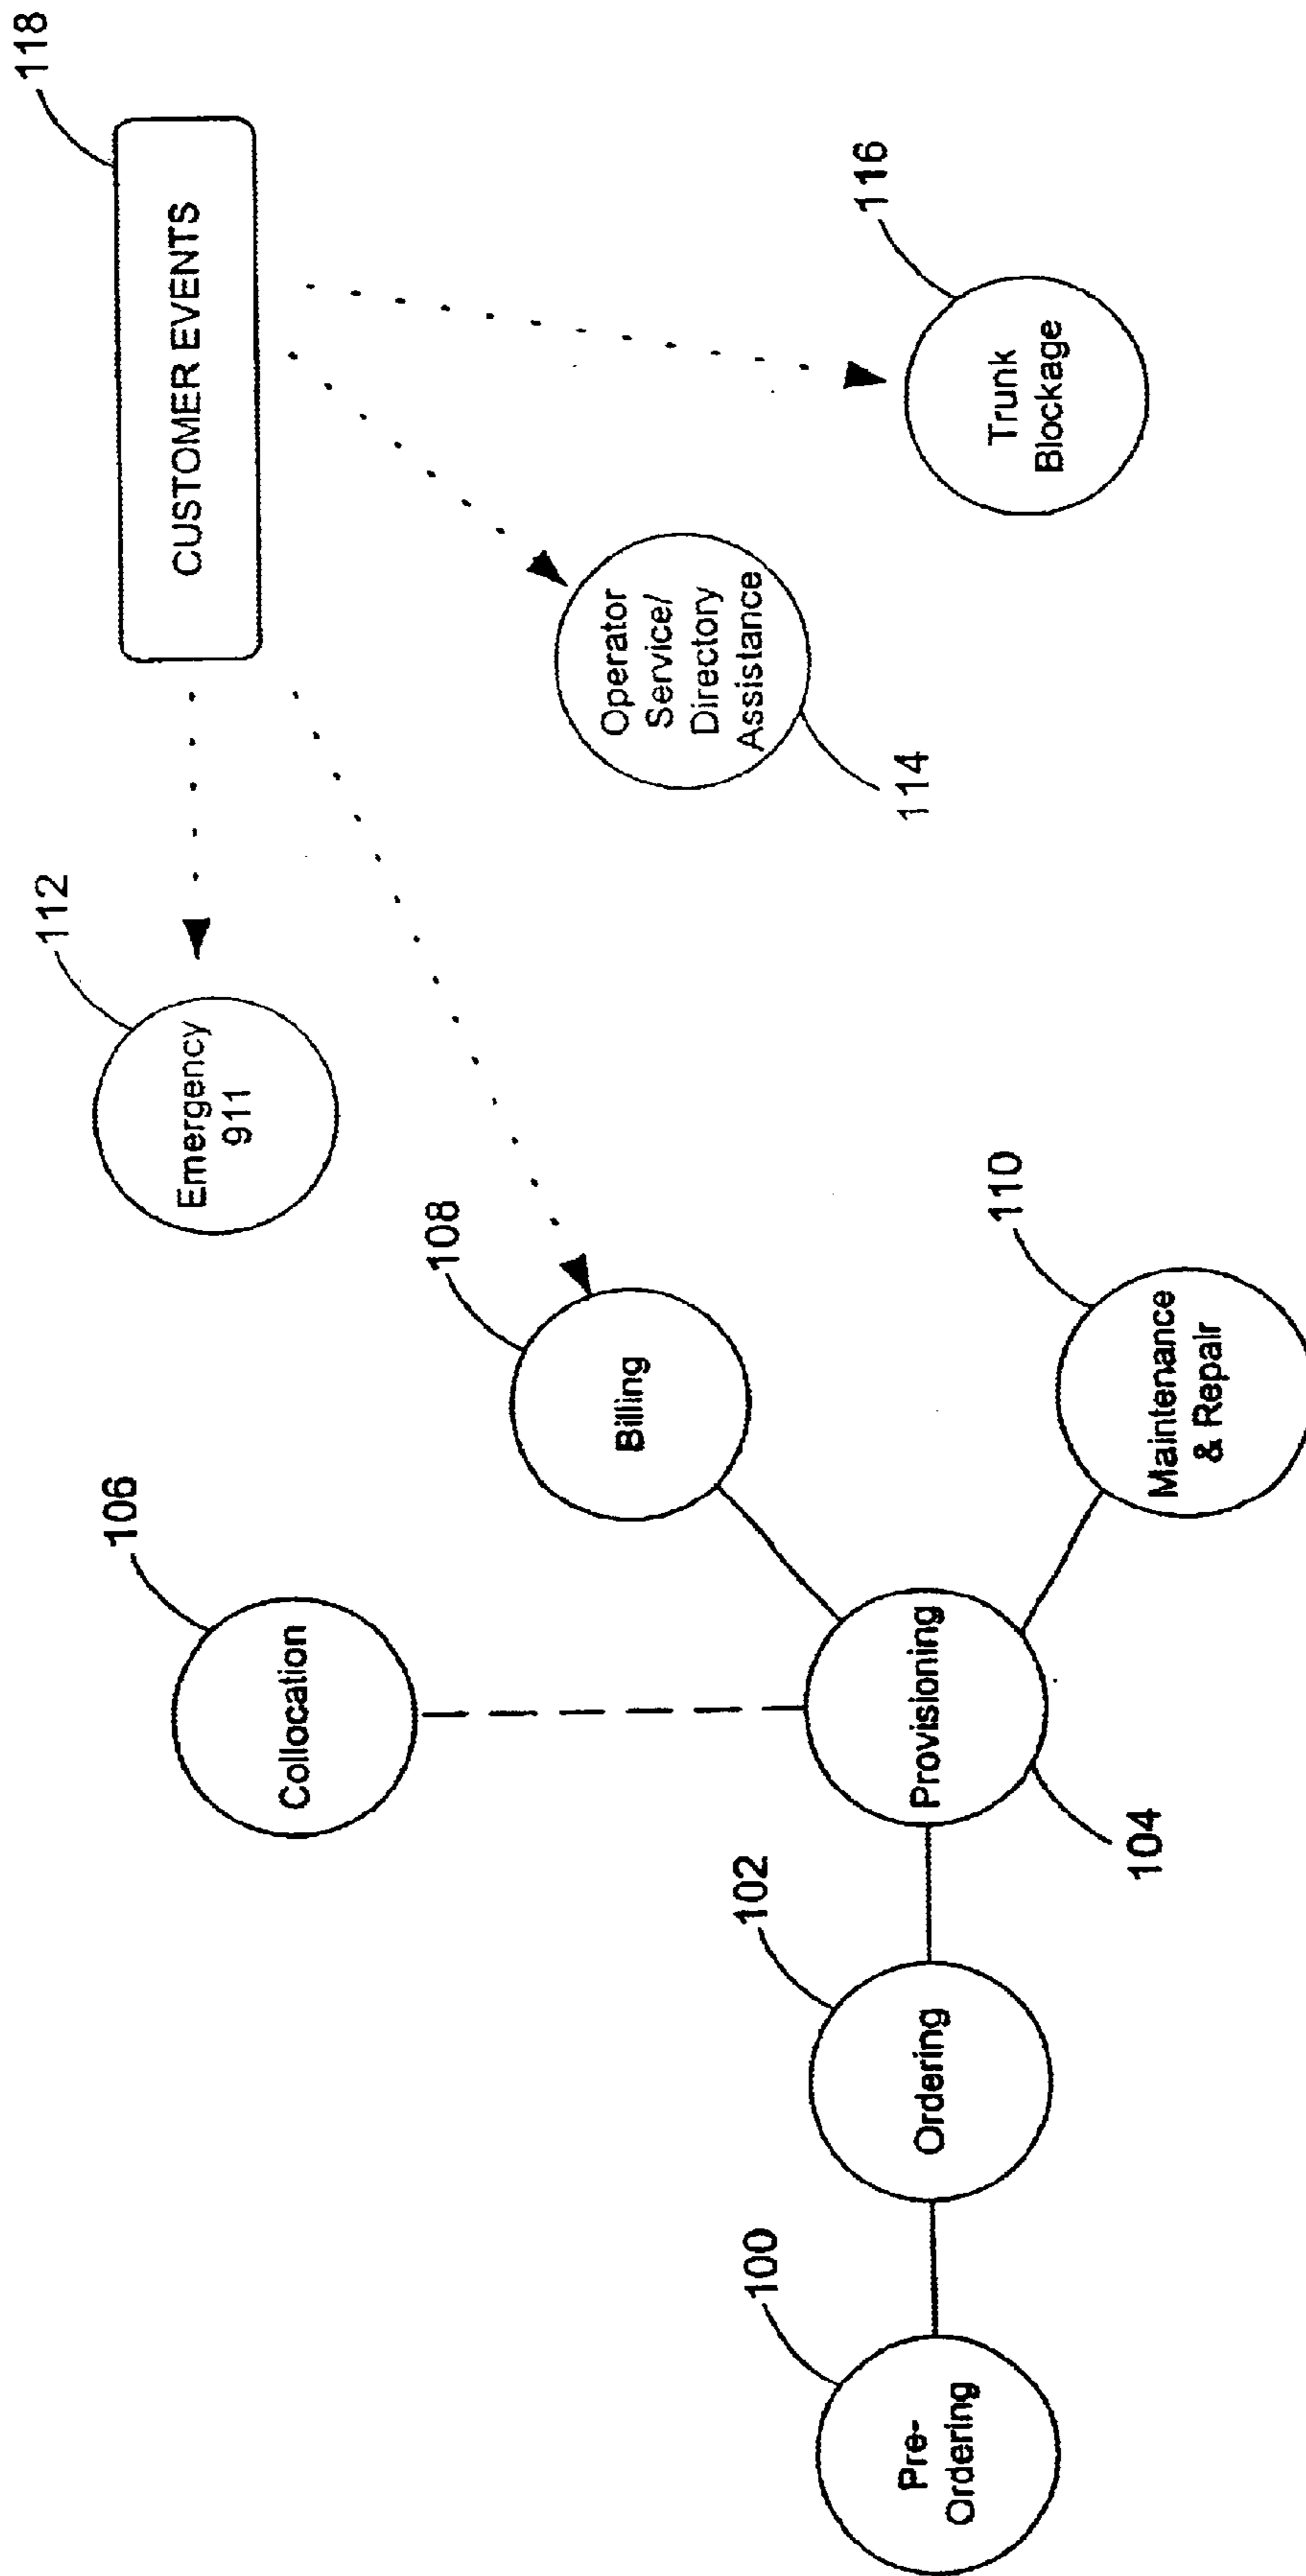 118
CUSTOMER EVENTS
112
Emergency
911
106
Collocation
108
Billing
114
Operator
Service/
Directory
Assistance
116
Trunk
Blockage
100
Pre-
Ordering
102
Ordering
104
Provisioning
110
Maintenance
& Repair